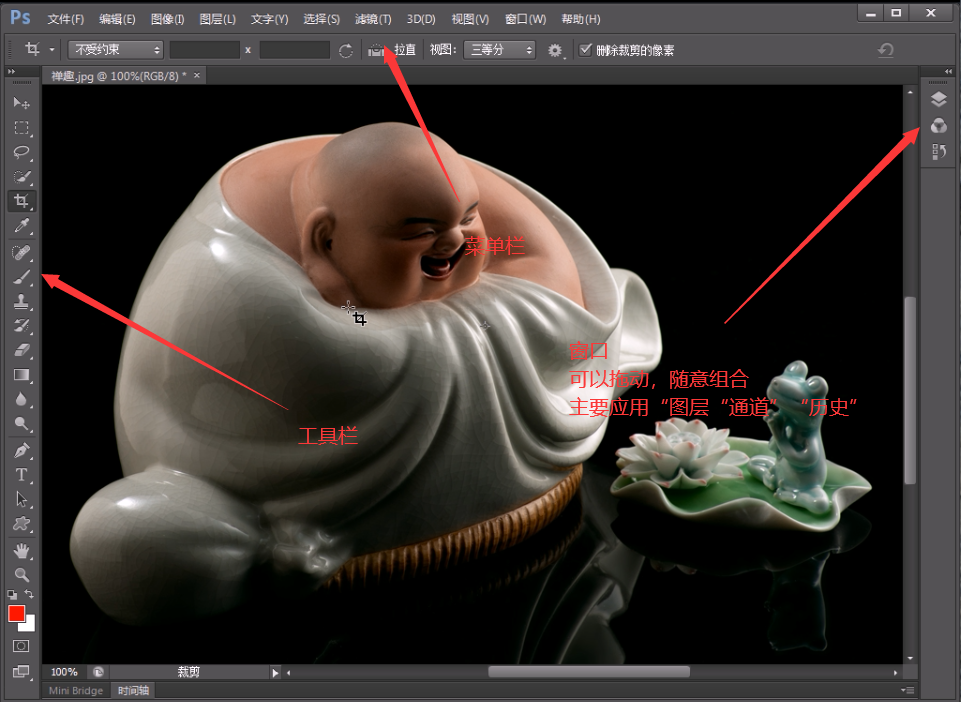 Ps 文件(F) 编辑(E) 图像(I) 图层(L) 文字(Y) 选择(S) 滤镜(T) 3D(D) 视图(V) 窗口(W) 帮助(H)
不受约束 x 拉直 视图: 三等分 删除裁剪的像素
禅趣.jpg @ 100%(RGB/8) * ×
菜单栏
窗口
可以拖动，随意组合
主要应用“图层“通道”“历史”
工具栏
T
100% 裁剪
Mini Bridge 时间轴